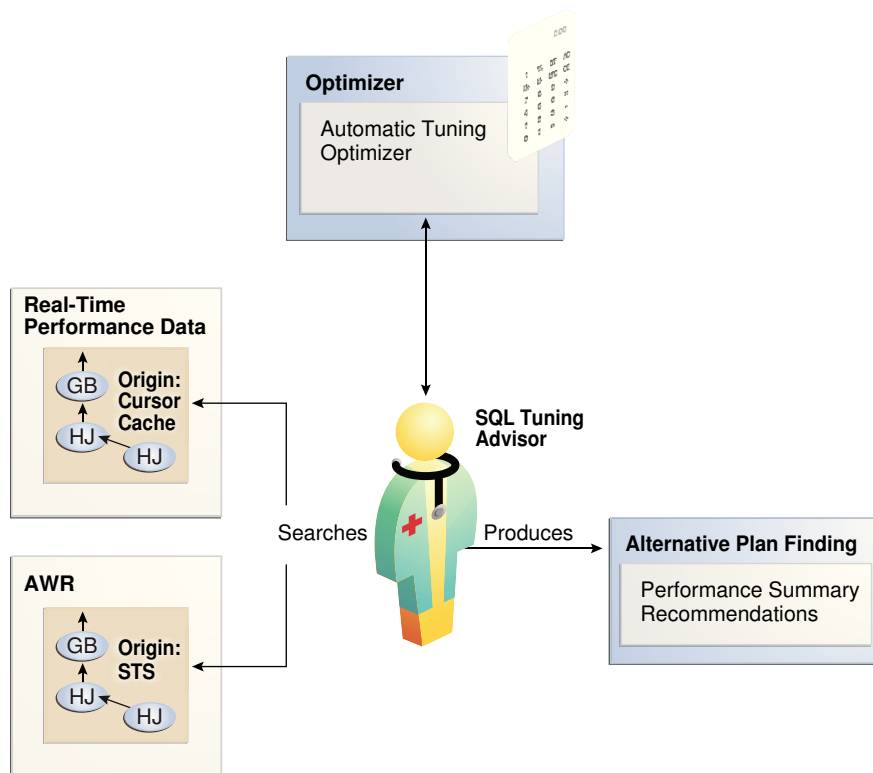 Optimizer
Automatic Tuning
Optimizer
Real-Time
Performance Data
Origin:
Cursor
Cache
GB
HJ
HJ
SQL Tuning
Advisor
Searches
Produces
Alternative Plan Finding
Performance Summary
Recommendations
AWR
Origin:
STS
GB
HJ
HJ